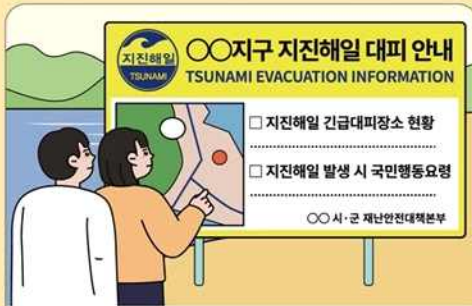 지진해일
TSUNAMI
○○지구 지진해일 대피 안내
TSUNAMI EVACUATION INFORMATION
□ 지진해일 긴급대피장소 현황
□ 지진해일 발생 시 국민행동요령
○○ 시·군 재난안전대책본부